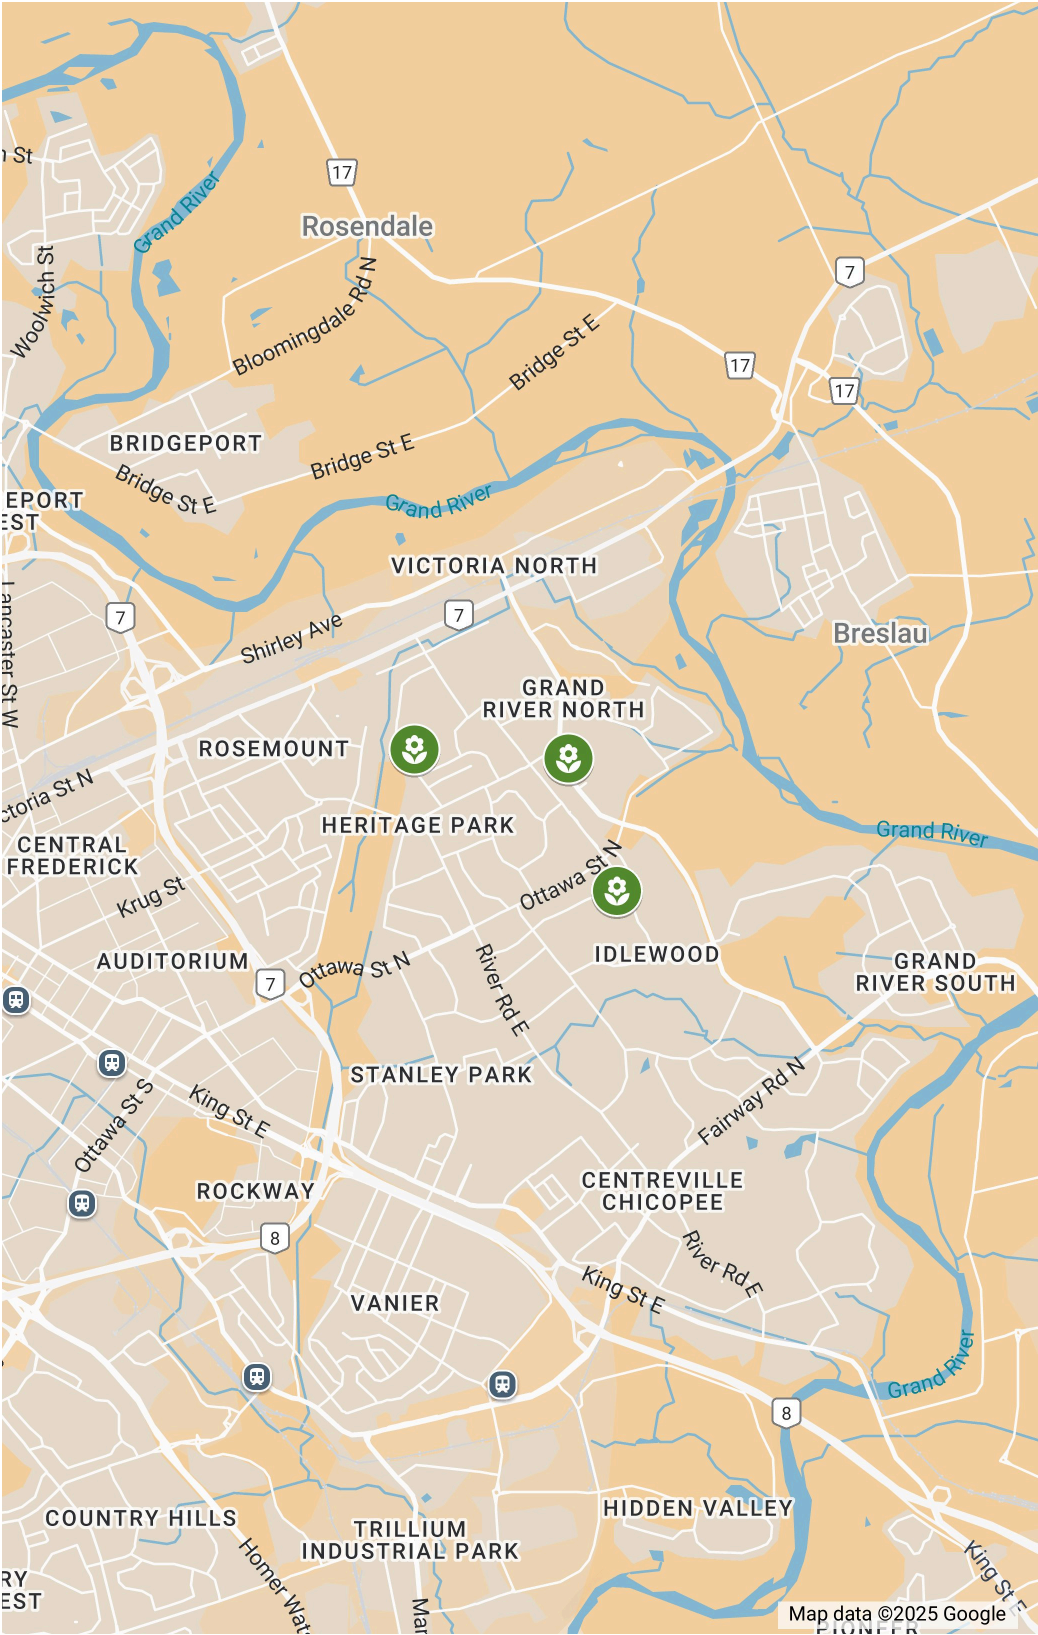 17
n St
Grand River
Rosendale
Woolwich St
Bloomingdale Rd N
7
Bridge St E
17
17
BRIDGEPORT
Bridge St E
Bridge St E
EPORT
EST
Grand River
VICTORIA NORTH
Lancaster St W
7
7
Shirley Ave
Breslau
GRAND
RIVER NORTH
ROSEMOUNT
ctoria St N
HERITAGE PARK
Grand River
CENTRAL
FREDERICK
Krug St
Ottawa St N
AUDITORIUM
IDLEWOOD
GRAND
RIVER SOUTH
7
Ottawa St N
River Rd E
STANLEY PARK
Fairway Rd N
Ottawa St S
King St E
ROCKWAY
CENTREVILLE
CHICOPEE
8
River Rd E
King St E
VANIER
Grand River
8
COUNTRY HILLS
HIDDEN VALLEY
TRILLIUM
INDUSTRIAL PARK
RY
EST
Homer Wats
Mar
King St E
Map data ©2025 Google
PIONEER